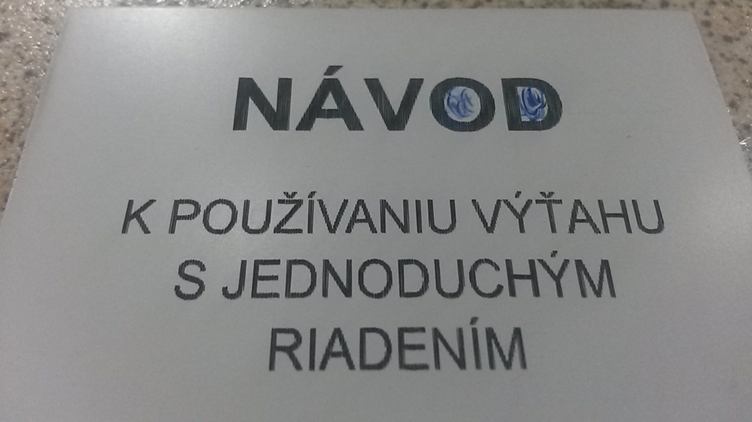 NÁVOD
K POUŽÍVANIU VÝŤAHU
S JEDNODUCHÝM
RIADENÍM